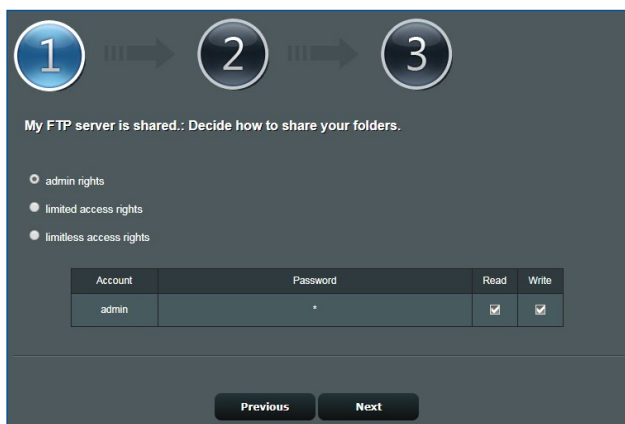 1 2 3
My FTP server is shared.: Decide how to share your folders.
admin rights
limited access rights
limitless access rights
Account Password Read Write
admin *
Previous Next